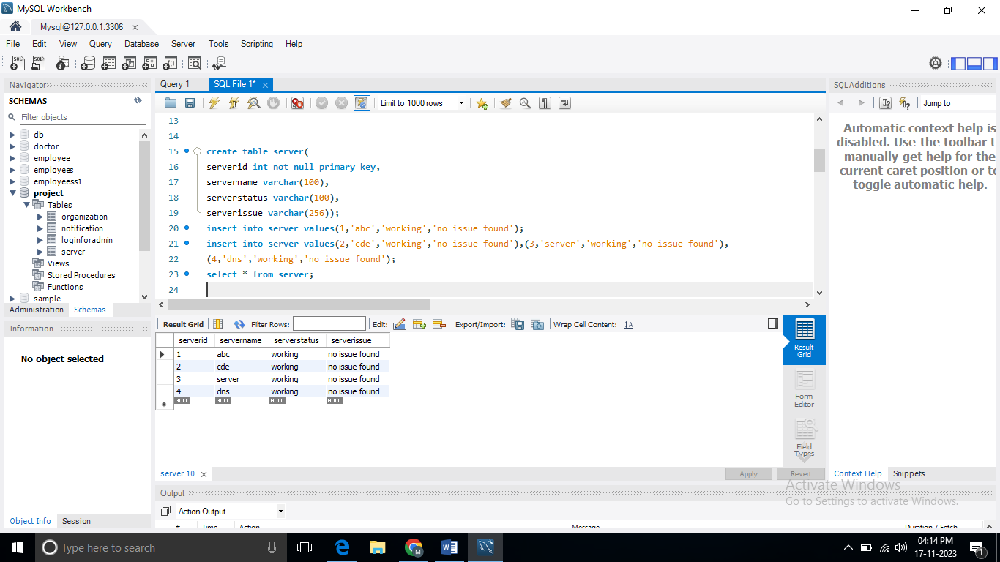 MySQL Workbench
Mysql@127.0.0.1:3306
File Edit View Query Database Server Tools Scripting Help
Navigator
SCHEMAS
Filter objects
db
doctor
employee
employees
employeess1
project
Tables
organization
notification
loginforadmin
server
Views
Stored Procedures
Functions
sample
Administration Schemas
Information
No object selected
Object Info Session
Query 1 SQL File 1*
Limit to 1000 rows
13
14
15 create table server(
16 serverid int not null primary key,
17 servername varchar(100),
18 serverstatus varchar(100),
19 serverissue varchar(256));
20 insert into server values(1,'abc','working','no issue found');
21 insert into server values(2,'cde','working','no issue found'),(3,'server','working','no issue found'),
22 (4,'dns','working','no issue found');
23 select * from server;
24
Result Grid Filter Rows: Edit: Export/Import: Wrap Cell Content:
serverid servername serverstatus serverissue
1 abc working no issue found
2 cde working no issue found
3 server working no issue found
4 dns working no issue found
NULL NULL NULL NULL
Result
Grid
Form
Editor
Field
Types
server 10 Apply Revert
Output
Action Output
# Time Action Message Duration / Fetch
SQLAdditions
Jump to
Automatic context help is
disabled. Use the toolbar t
manually get help for the
current caret position or to
toggle automatic help.
Context Help Snippets
Activate Windows
Go to Settings to activate Windows.
Type here to search
04:14 PM
17-11-2023
1